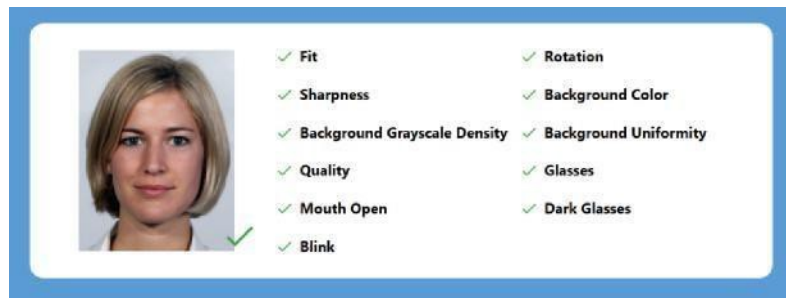 Fit
Rotation
Sharpness
Background Color
Background Grayscale Density
Background Uniformity
Quality
Glasses
Mouth Open
Dark Glasses
Blink